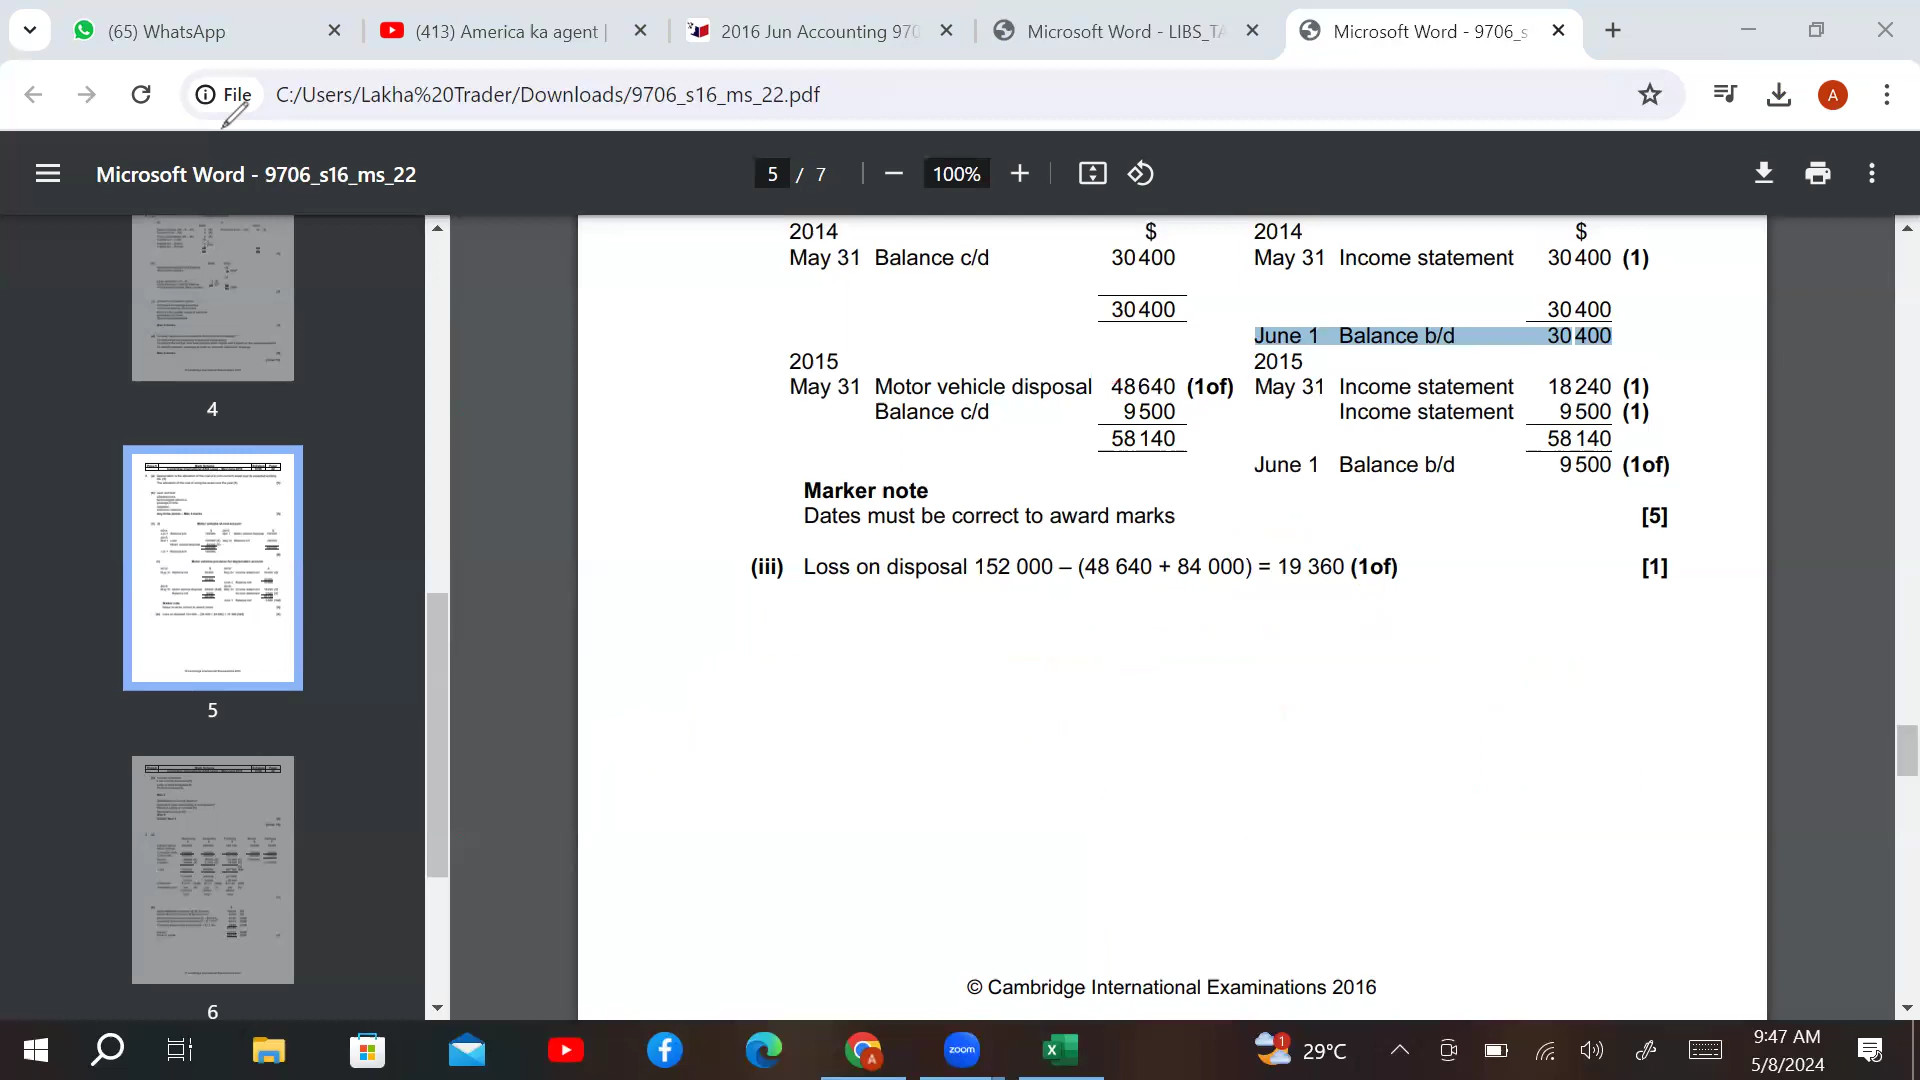 (65) WhatsApp
(413) America ka agent |
2016 Jun Accounting 970
Microsoft Word - LIBS_TA
Microsoft Word - 9706_s
File
C:/Users/Lakha%20Trader/Downloads/9706_s16_ms_22.pdf
A
Microsoft Word - 9706_s16_ms_22
5 / 7
100%
4
5
6
2014 $ 2014 $
May 31 Balance c/d 30 400 May 31 Income statement 30 400 (1)
30 400 30 400
June 1 Balance b/d 30 400
2015 2015
May 31 Motor vehicle disposal 48 640 (1of) May 31 Income statement 18 240 (1)
Balance c/d 9 500 Income statement 9 500 (1)
58 140 58 140
June 1 Balance b/d 9 500 (1of)
Marker note
Dates must be correct to award marks [5]
(iii) Loss on disposal 152 000 – (48 640 + 84 000) = 19 360 (1of) [1]
© Cambridge International Examinations 2016
A
zoom
1
29°C
9:47 AM
5/8/2024